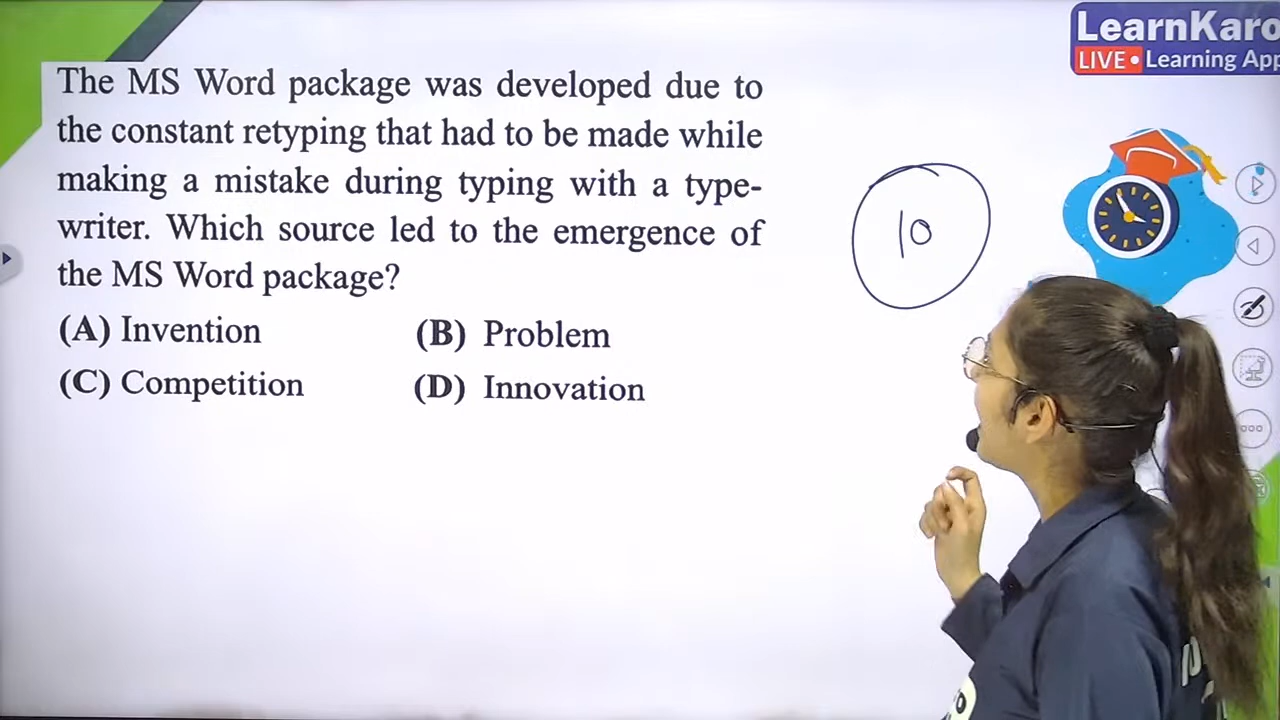 LearnKaro
LIVE • Learning App
The MS Word package was developed due to
the constant retyping that had to be made while
making a mistake during typing with a type-
writer. Which source led to the emergence of
the MS Word package?
10
(A) Invention (B) Problem
(C) Competition (D) Innovation